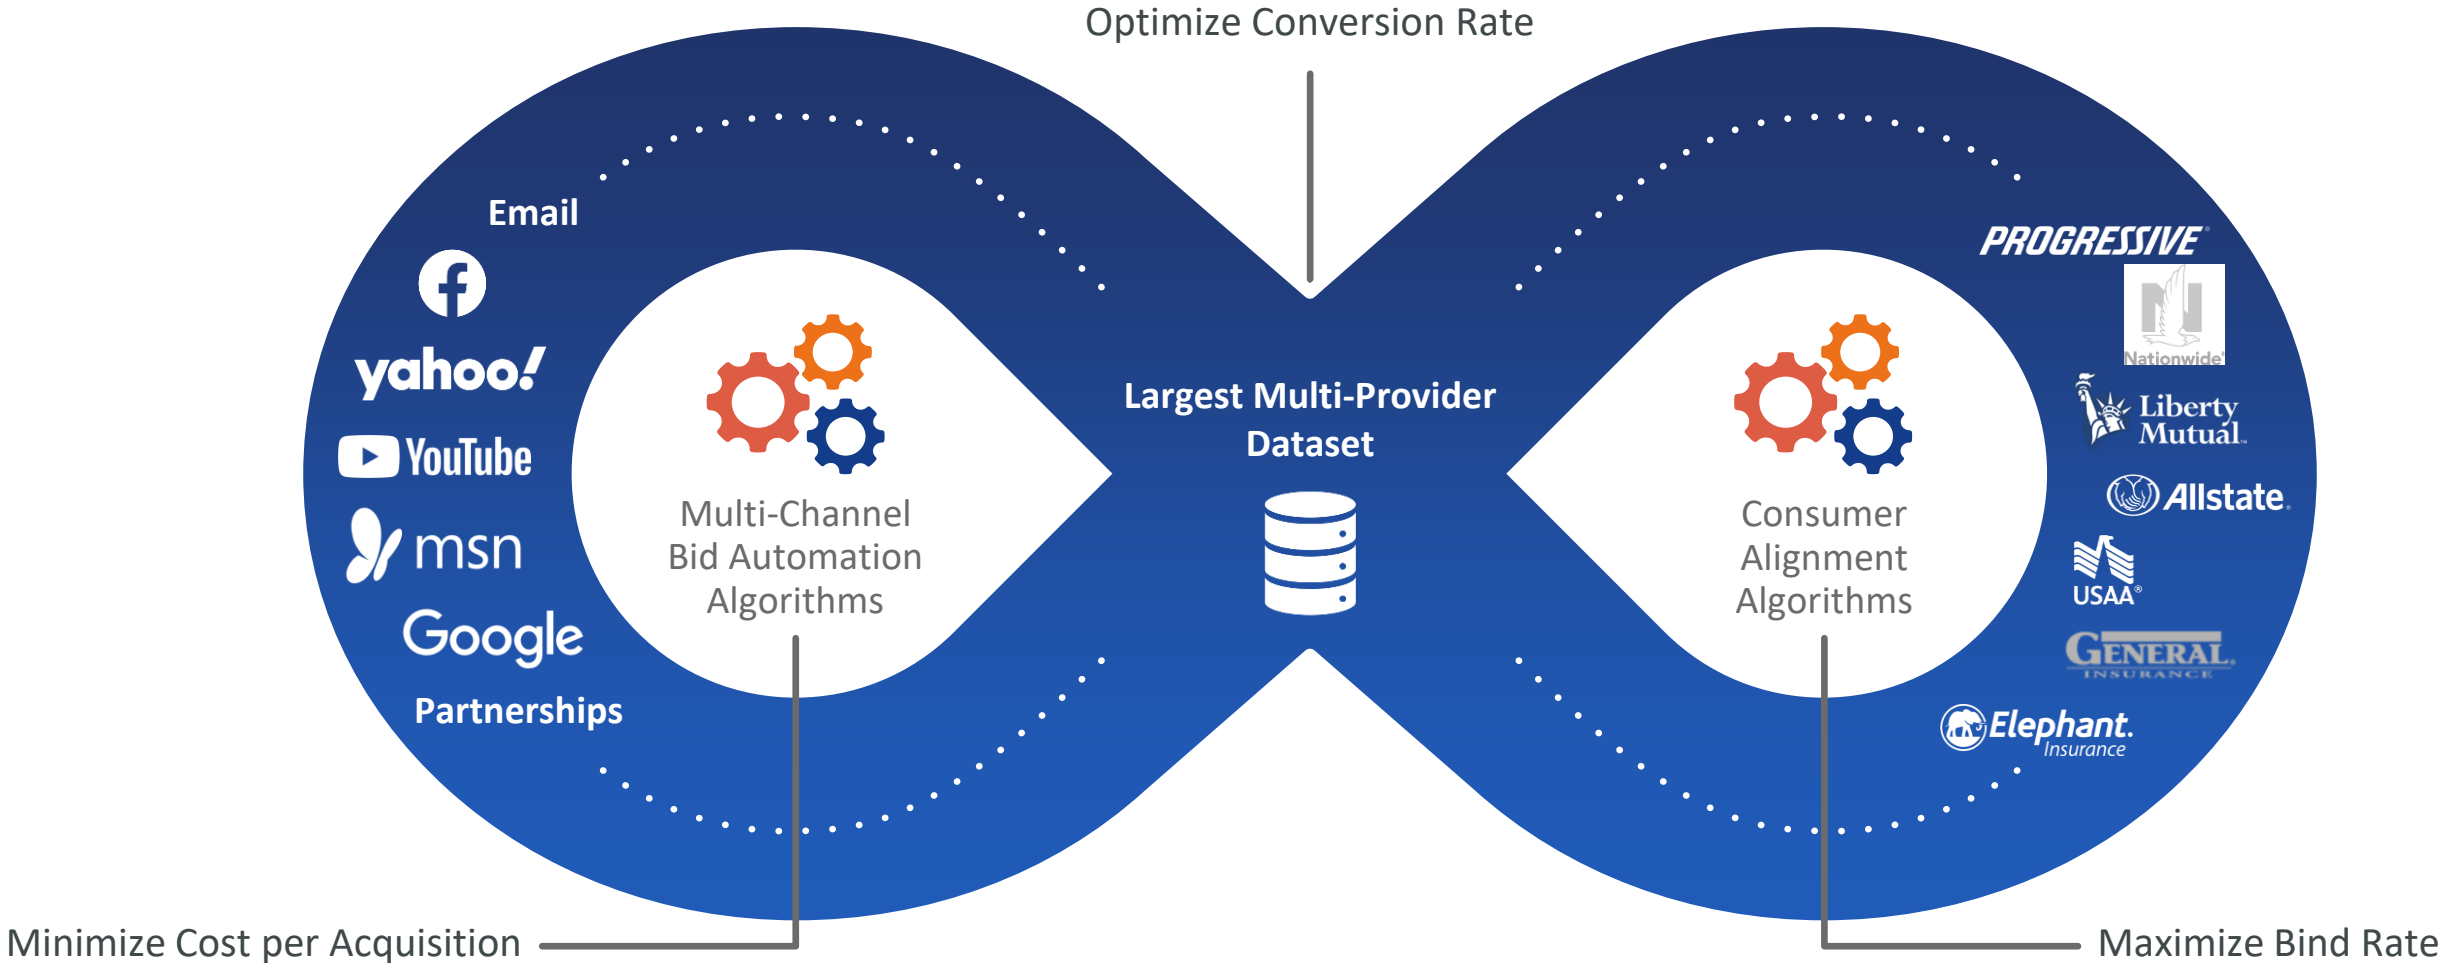 Optimize Conversion Rate
Email
yahoo!
YouTube
msn
Google
Partnerships
Multi-Channel
Bid Automation
Algorithms
Largest Multi-Provider
Dataset
Consumer
Alignment
Algorithms
PROGRESSIVE®
N
Nationwide®
Liberty
Mutual™
Allstate®
USAA®
GENERAL®
INSURANCE
Elephant.
Insurance
Minimize Cost per Acquisition
Maximize Bind Rate